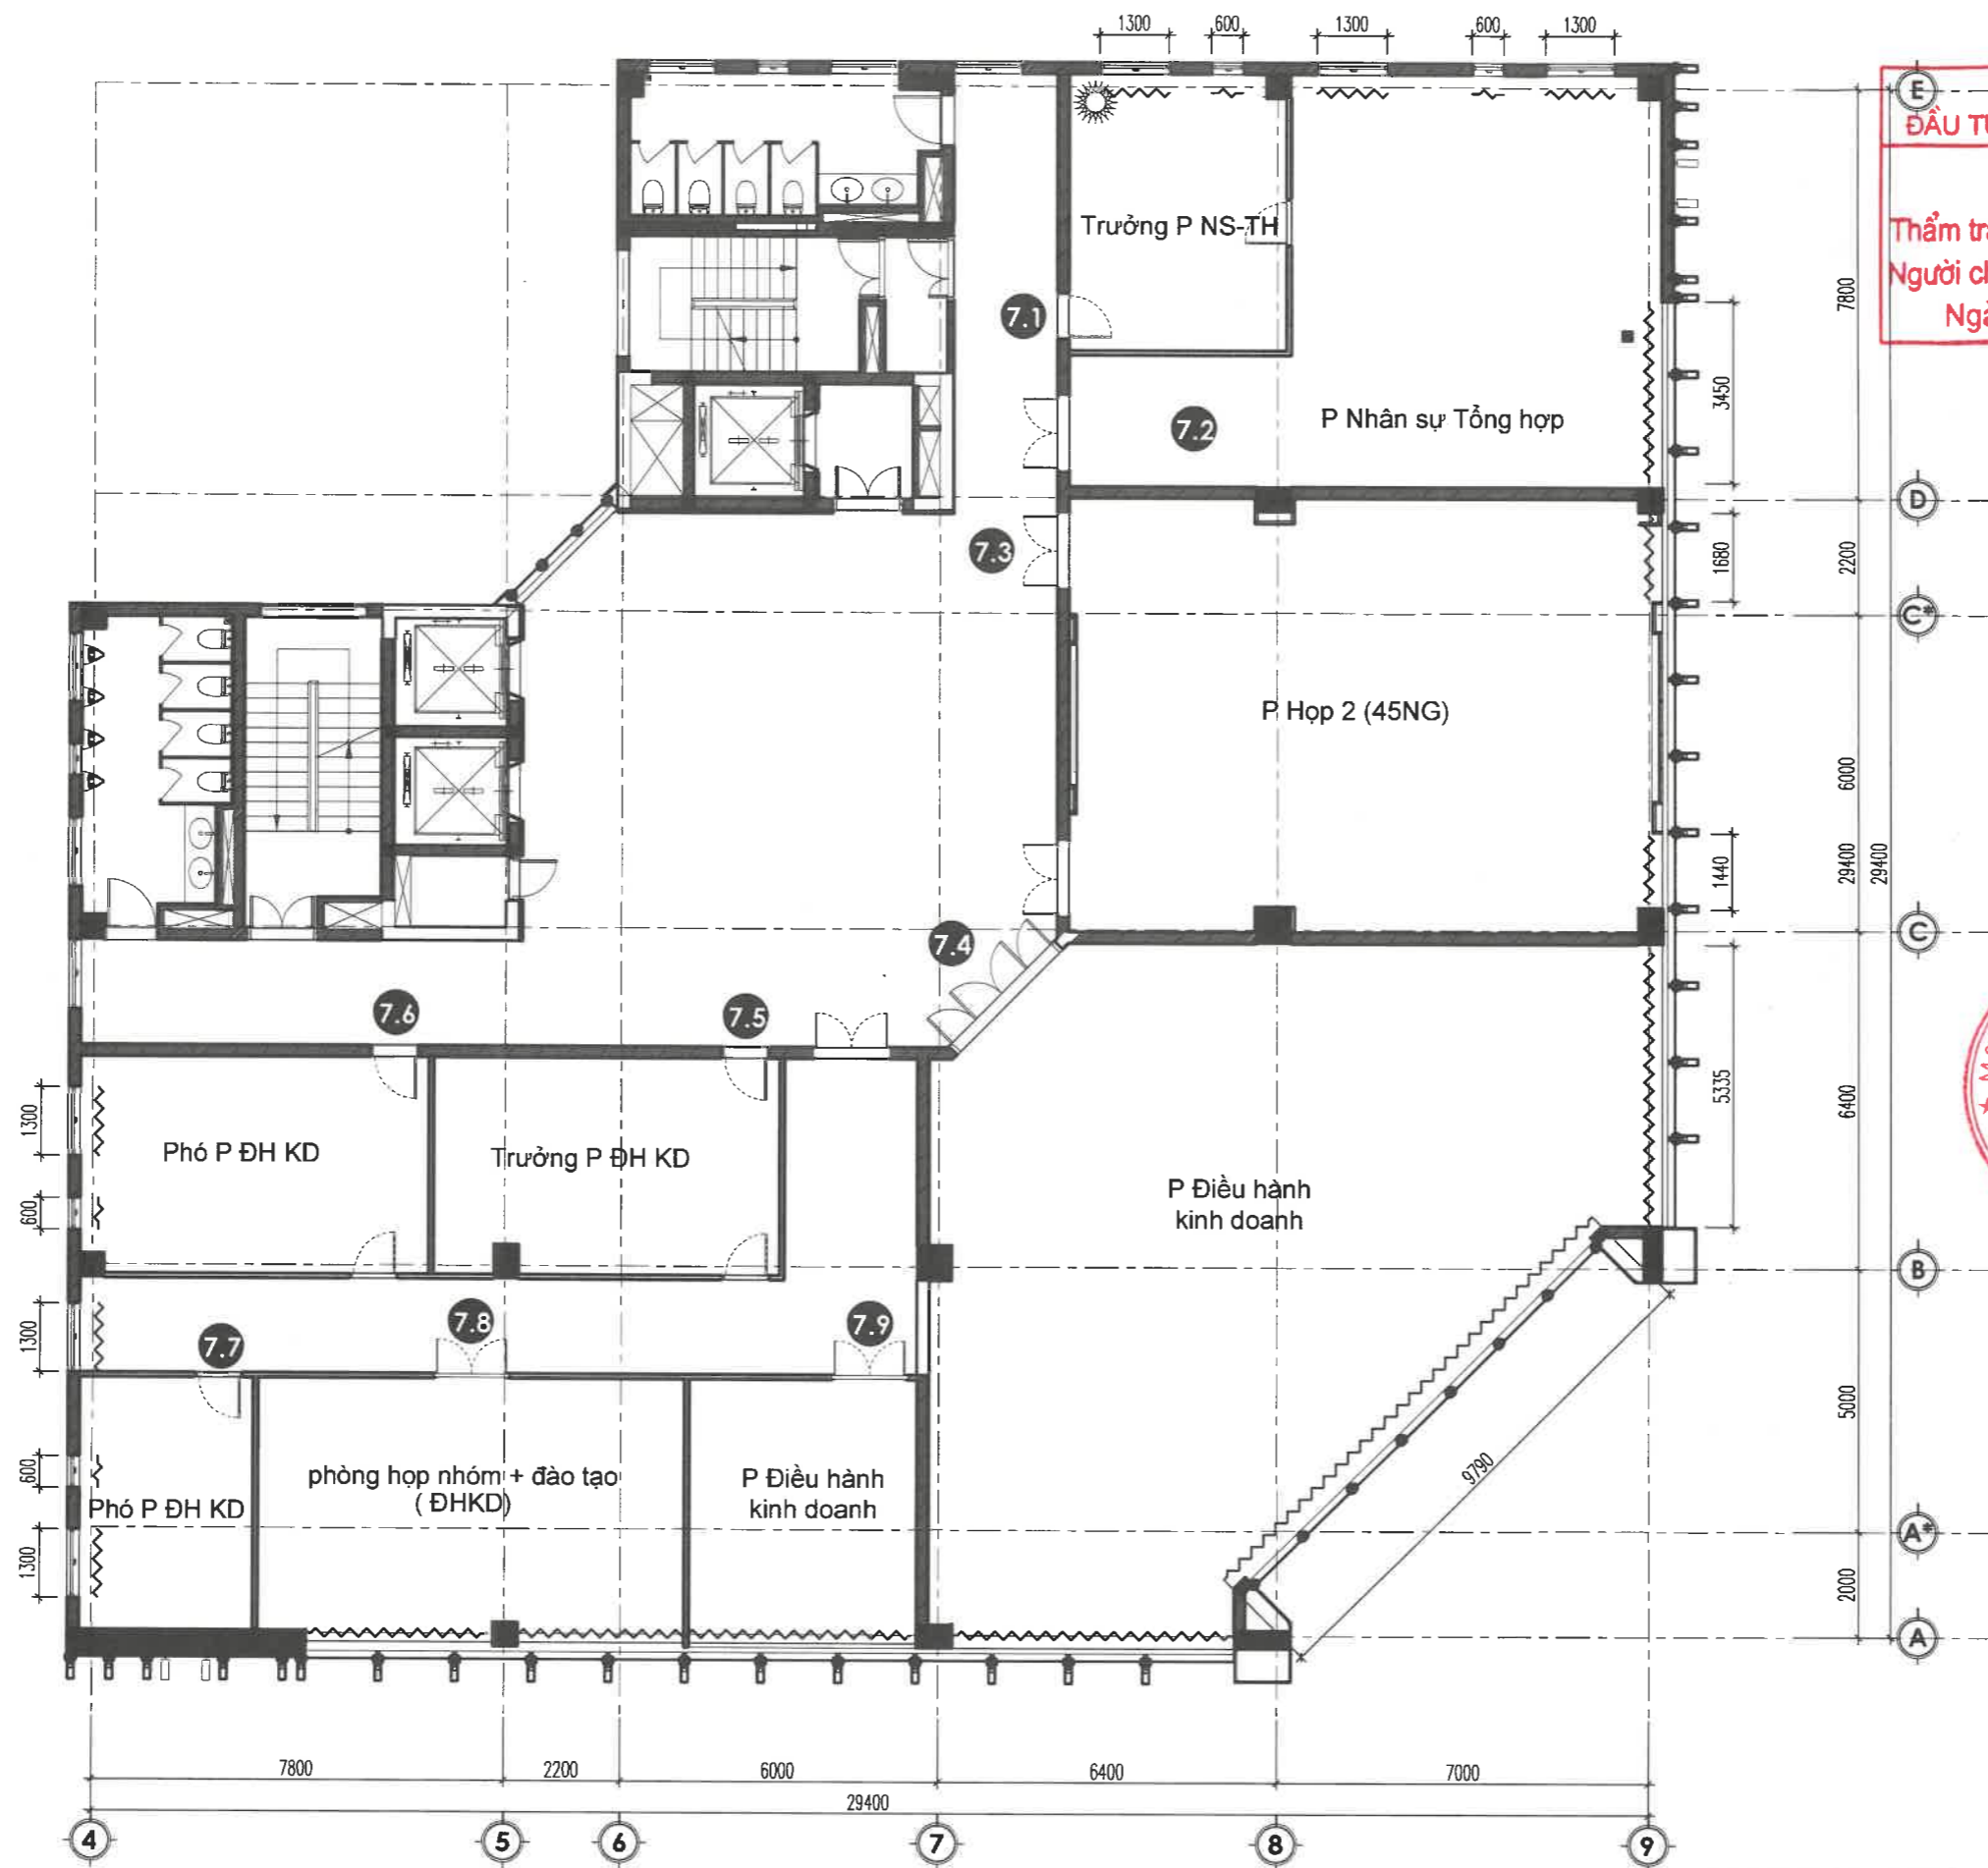 1300
600
1300
600
1300
E
ĐẦU
Trưởng P NS-TH
Người
7.1
7800
3450
7.2
P Nhân sự Tổng hợp
D
7.3
1680
2200
C*
P Họp 2 (45NG)
6000
1440
29400
29400
C
7.4
7.6
7.5
1300
Phó P ĐH KD
Trưởng P ĐH KD
5335
6400
600
P Điều hành
kinh doanh
B
1300
7.7
7.8
7.9
5000
600
phòng họp nhóm + đào tạo
( ĐHKD)
P Điều hành
kinh doanh
Phó P ĐH KD
9790
A*
1300
2000
A
7800
2200
6000
6400
7000
29400
4
5
6
7
8
9